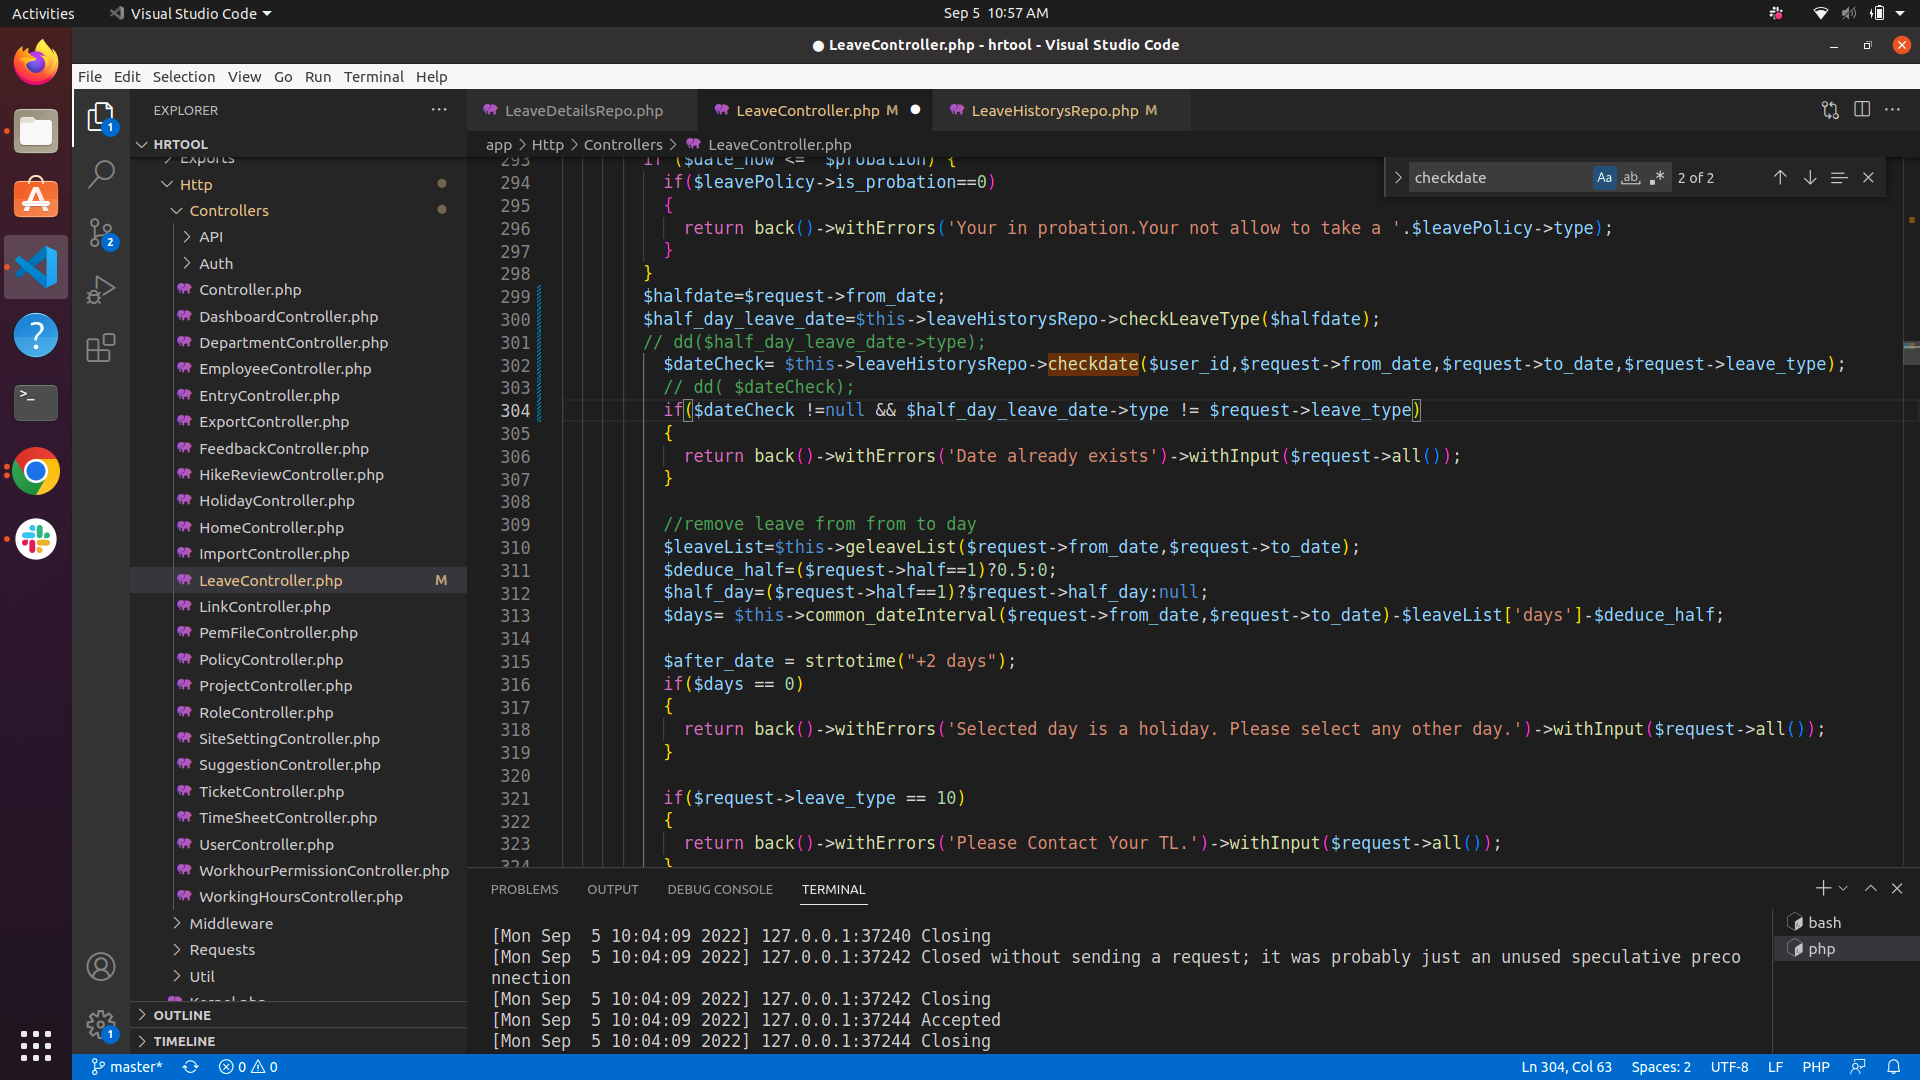 Activities
Visual Studio Code
Sep 5 10:57 AM
● LeaveController.php - hrtool - Visual Studio Code
File Edit Selection View Go Run Terminal Help
EXPLORER
HRTOOL
Exports
Http
Controllers
API
Auth
Controller.php
DashboardController.php
DepartmentController.php
EmployeeController.php
EntryController.php
ExportController.php
FeedbackController.php
HikeReviewController.php
HolidayController.php
HomeController.php
ImportController.php
LeaveController.php M
LinkController.php
PemFileController.php
PolicyController.php
ProjectController.php
RoleController.php
SiteSettingController.php
SuggestionController.php
TicketController.php
TimeSheetController.php
UserController.php
WorkhourPermissionController.php
WorkingHoursController.php
Middleware
Requests
Util
Kernel.php
OUTLINE
TIMELINE
1
2
1
LeaveDetailsRepo.php
LeaveController.php M
LeaveHistorysRepo.php M
app > Http > Controllers > LeaveController.php
checkdate
Aa ab .* 2 of 2
293 if ($date_now <= $probation) {
294 if($leavePolicy->is_probation==0)
295 {
296 return back()->withErrors('Your in probation.Your not allow to take a '.$leavePolicy->type);
297 }
298 }
299 $halfdate=$request->from_date;
300 $half_day_leave_date=$this->leaveHistorysRepo->checkLeaveType($halfdate);
301 // dd($half_day_leave_date->type);
302 $dateCheck= $this->leaveHistorysRepo->checkdate($user_id,$request->from_date,$request->to_date,$request->leave_type);
303 // dd( $dateCheck);
304 if($dateCheck !=null && $half_day_leave_date->type != $request->leave_type)
305 {
306 return back()->withErrors('Date already exists')->withInput($request->all());
307 }
308
309 //remove leave from from to day
310 $leaveList=$this->geleaveList($request->from_date,$request->to_date);
311 $deduce_half=($request->half==1)?0.5:0;
312 $half_day=($request->half==1)?$request->half_day:null;
313 $days= $this->common_dateInterval($request->from_date,$request->to_date)-$leaveList['days']-$deduce_half;
314
315 $after_date = strtotime("+2 days");
316 if($days == 0)
317 {
318 return back()->withErrors('Selected day is a holiday. Please select any other day.')->withInput($request->all());
319 }
320
321 if($request->leave_type == 10)
322 {
323 return back()->withErrors('Please Contact Your TL.')->withInput($request->all());
324 }
PROBLEMS OUTPUT DEBUG CONSOLE TERMINAL
[Mon Sep  5 10:04:09 2022] 127.0.0.1:37240 Closing
[Mon Sep  5 10:04:09 2022] 127.0.0.1:37242 Closed without sending a request; it was probably just an unused speculative preco
nnection
[Mon Sep  5 10:04:09 2022] 127.0.0.1:37242 Closing
[Mon Sep  5 10:04:09 2022] 127.0.0.1:37244 Accepted
[Mon Sep  5 10:04:09 2022] 127.0.0.1:37244 Closing
bash
php
master* 0 0
Ln 304, Col 63 Spaces: 2 UTF-8 LF PHP